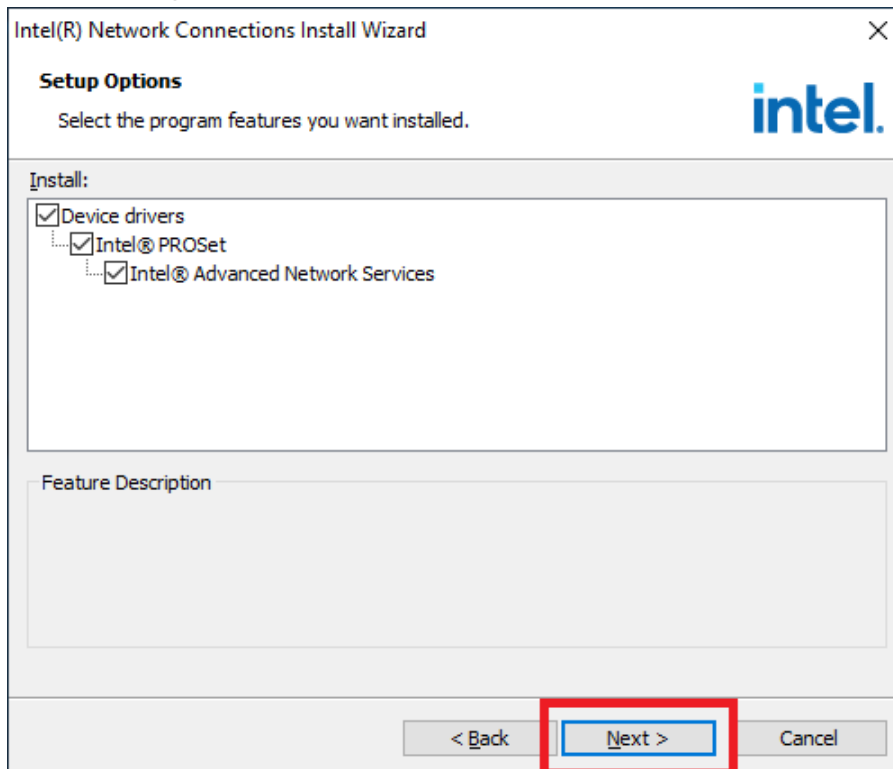 Intel(R) Network Connections Install Wizard
Setup Options
Select the program features you want installed.
intel.
Install:
Device drivers
Intel® PROSet
Intel® Advanced Network Services
Feature Description
< Back
Next >
Cancel